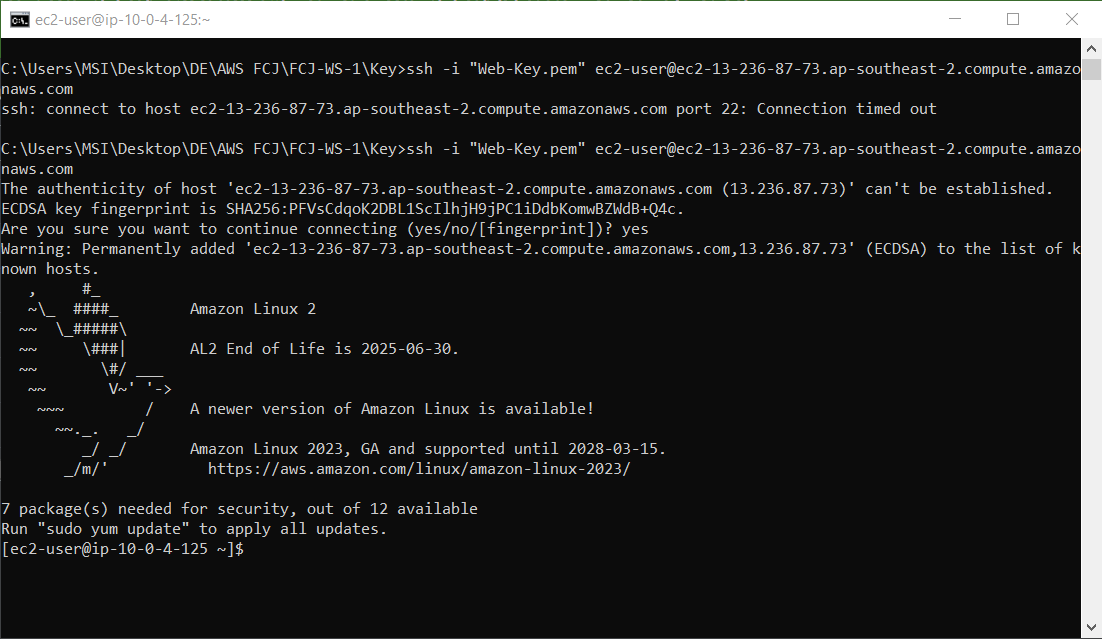 ec2-user@ip-10-0-4-125:~
C:\Users\MSI\Desktop\DE\AWS FCJ\FCJ-WS-1\Key>ssh -i "Web-Key.pem" ec2-user@ec2-13-236-87-73.ap-southeast-2.compute.amazo
naws.com
ssh: connect to host ec2-13-236-87-73.ap-southeast-2.compute.amazonaws.com port 22: Connection timed out
C:\Users\MSI\Desktop\DE\AWS FCJ\FCJ-WS-1\Key>ssh -i "Web-Key.pem" ec2-user@ec2-13-236-87-73.ap-southeast-2.compute.amazo
naws.com
The authenticity of host 'ec2-13-236-87-73.ap-southeast-2.compute.amazonaws.com (13.236.87.73)' can't be established.
ECDSA key fingerprint is SHA256:PFVsCdqoK2DBL1ScIlhjH9jPC1iDdbKomwBZWdB+Q4c.
Are you sure you want to continue connecting (yes/no/[fingerprint])? yes
Warning: Permanently added 'ec2-13-236-87-73.ap-southeast-2.compute.amazonaws.com,13.236.87.73' (ECDSA) to the list of k
nown hosts.
   ,     #_
   ~\_  ####_        Amazon Linux 2
  ~~  \_#####\
  ~~     \###|       AL2 End of Life is 2025-06-30.
  ~~       \#/ ___
   ~~       V~' '->
    ~~~         /    A newer version of Amazon Linux is available!
      ~~._.   _/
         _/ _/       Amazon Linux 2023, GA and supported until 2028-03-15.
       _/m/'           https://aws.amazon.com/linux/amazon-linux-2023/
7 package(s) needed for security, out of 12 available
Run "sudo yum update" to apply all updates.
[ec2-user@ip-10-0-4-125 ~]$